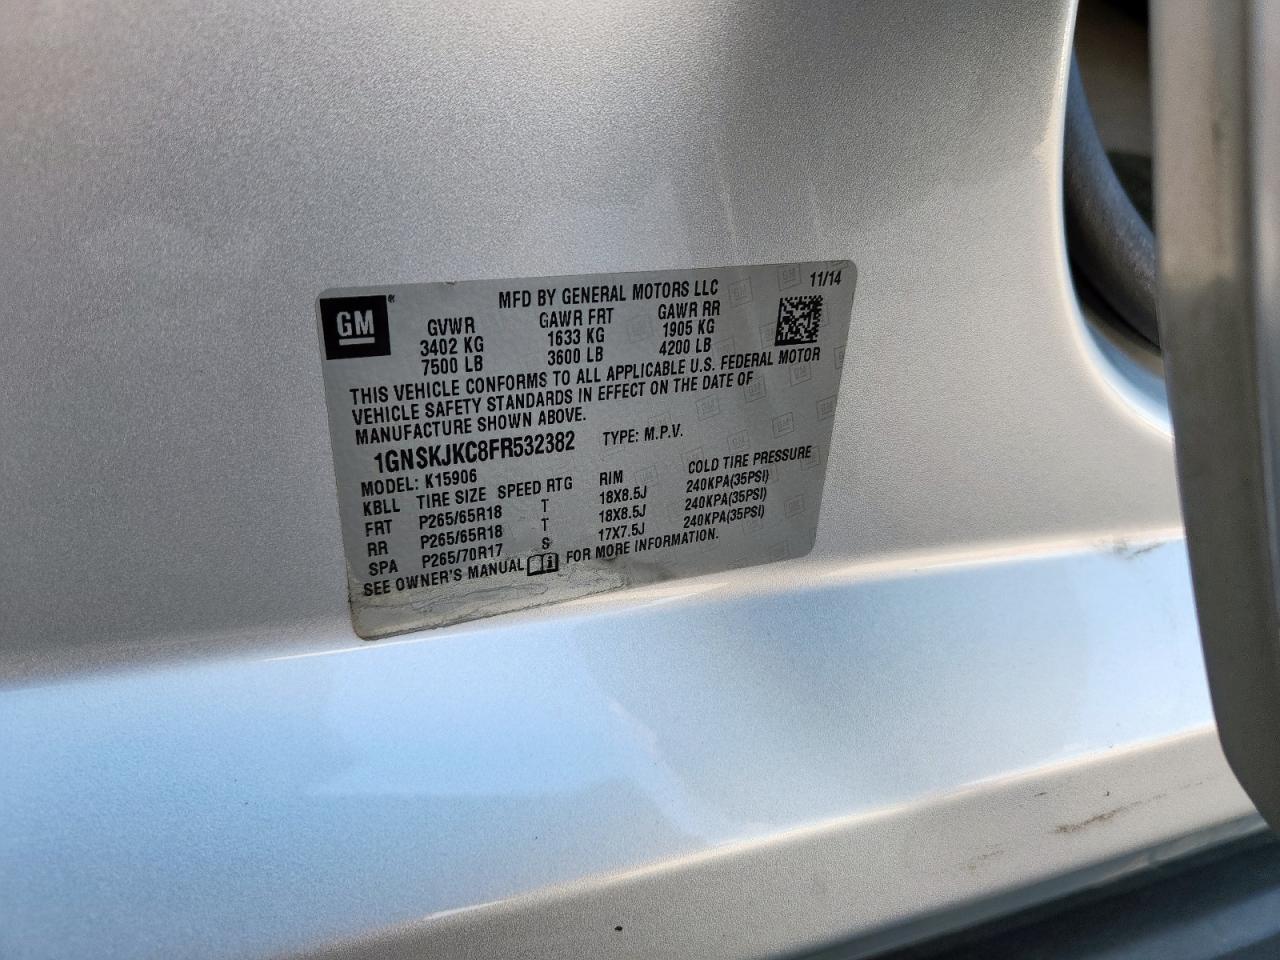 GM
MFD BY GENERAL MOTORS LLC 11/14
GVWR GAWR FRT GAWR RR
3402 KG 1633 KG 1905 KG
7500 LB 3600 LB 4200 LB
THIS VEHICLE CONFORMS TO ALL APPLICABLE U.S. FEDERAL MOTOR
VEHICLE SAFETY STANDARDS IN EFFECT ON THE DATE OF
MANUFACTURE SHOWN ABOVE.
1GNSKJKC8FR532382 TYPE: M.P.V.
MODEL: K15906
KBLL TIRE SIZE SPEED RTG RIM COLD TIRE PRESSURE
FRT P265/65R18 T 18X8.5J 240KPA(35PSI)
RR P265/65R18 T 18X8.5J 240KPA(35PSI)
SPA P265/70R17 S 17X7.5J 240KPA(35PSI)
SEE OWNER'S MANUAL FOR MORE INFORMATION.